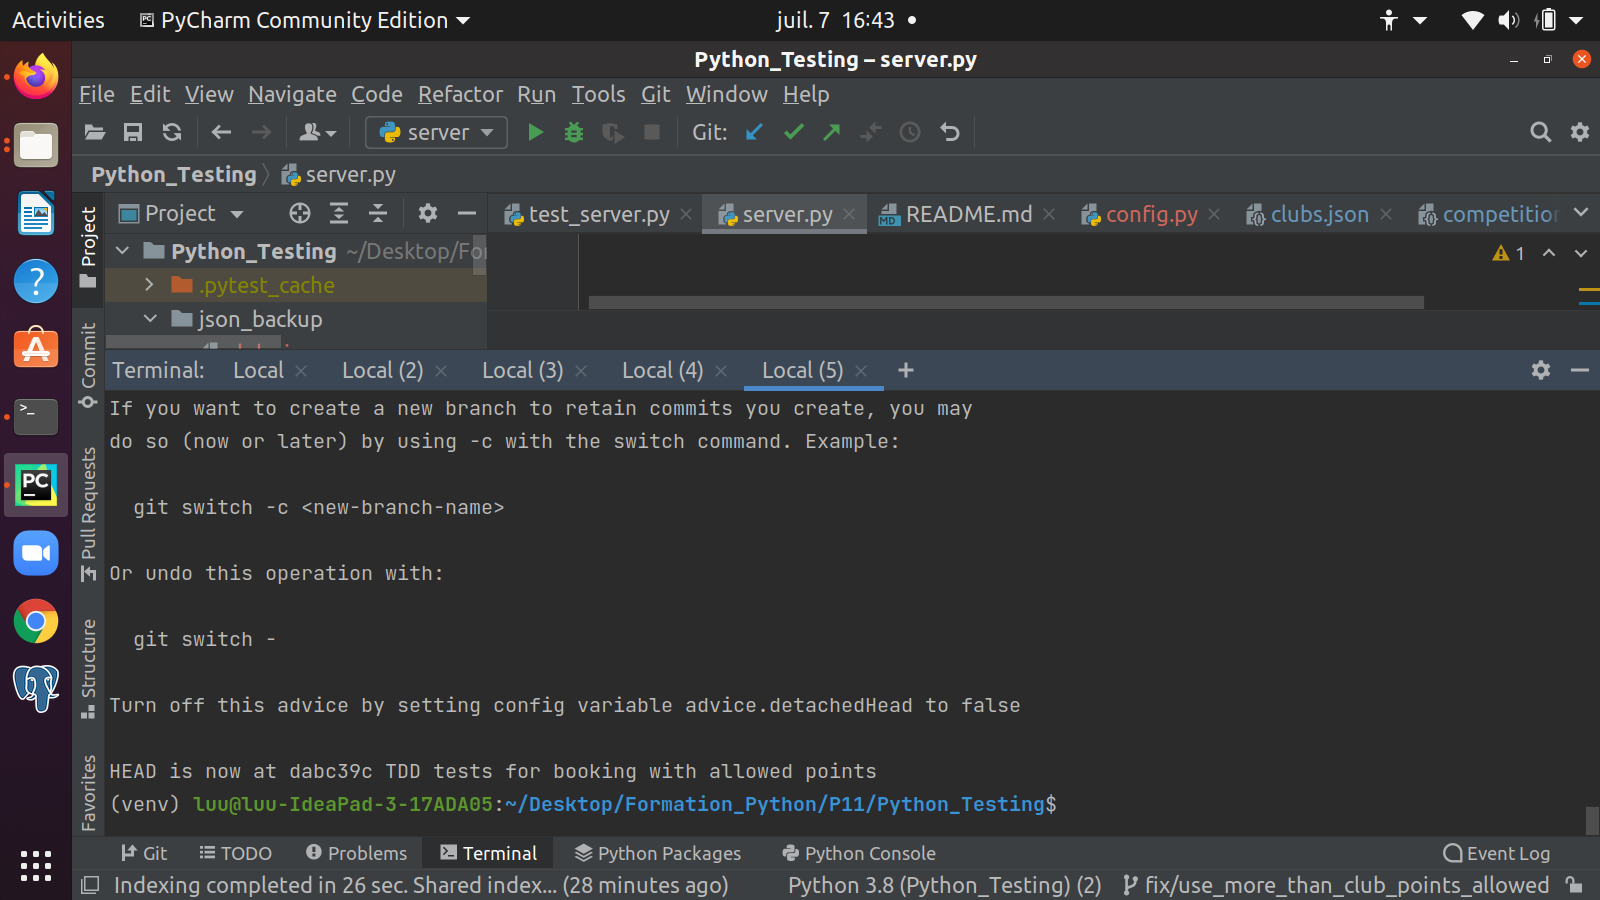 Activities PyCharm Community Edition juil. 7 16:43
Python_Testing – server.py
File Edit View Navigate Code Refactor Run Tools Git Window Help
server Git:
Python_Testing server.py
Project test_server.py server.py README.md config.py clubs.json competition
Python_Testing ~/Desktop/For 1
.pytest_cache
json_backup
Project
Commit
Pull Requests
Structure
Favorites
Terminal: Local Local (2) Local (3) Local (4) Local (5)
If you want to create a new branch to retain commits you create, you may
do so (now or later) by using -c with the switch command. Example:
git switch -c <new-branch-name>
Or undo this operation with:
git switch -
Turn off this advice by setting config variable advice.detachedHead to false
HEAD is now at dabc39c TDD tests for booking with allowed points
(venv) luu@luu-IdeaPad-3-17ADA05:~/Desktop/Formation_Python/P11/Python_Testing$
Git TODO Problems Terminal Python Packages Python Console Event Log
Indexing completed in 26 sec. Shared index... (28 minutes ago) Python 3.8 (Python_Testing) (2) fix/use_more_than_club_points_allowed